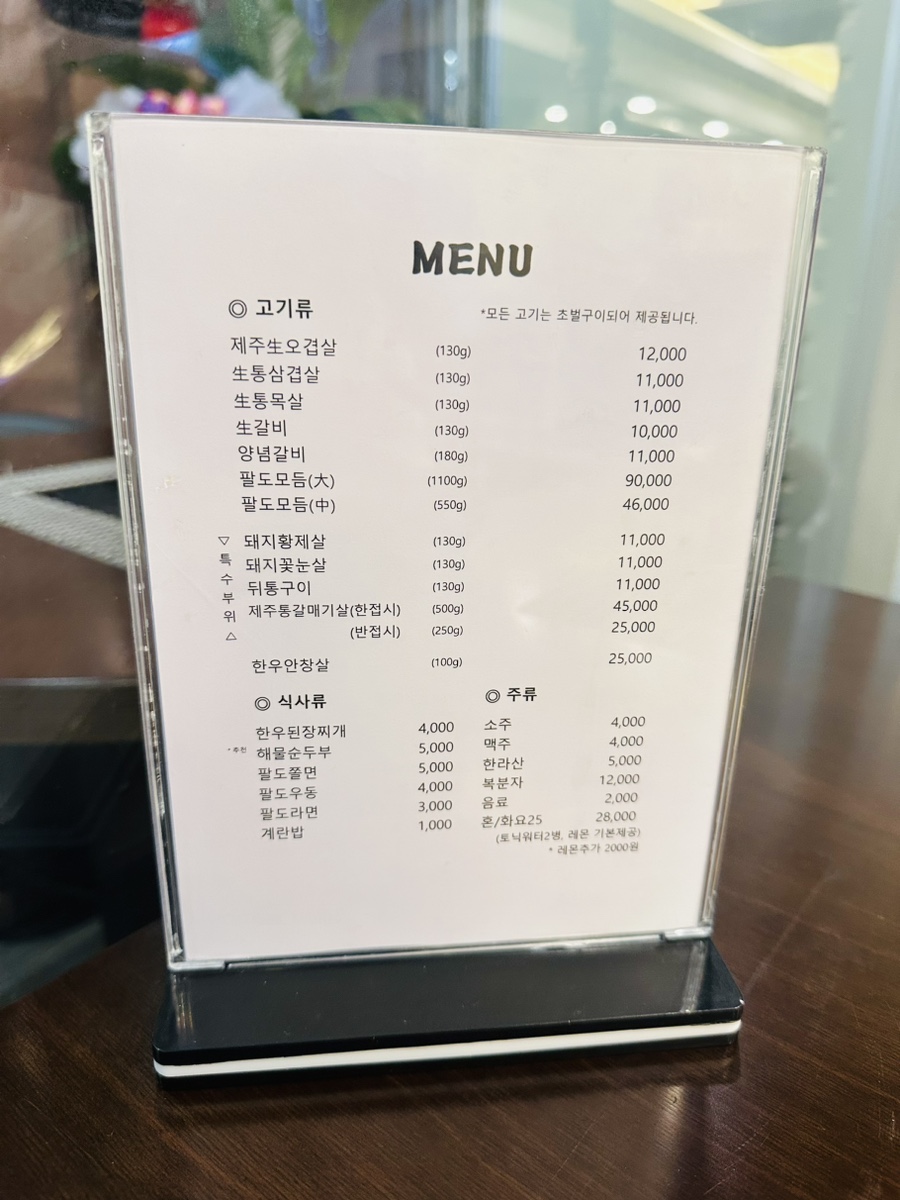 MENU
◎ 고기류
*모든 고기는 초벌구이되어 제공됩니다.
제주生오겹살 (130g) 12,000
生통삼겹살 (130g) 11,000
生통목살 (130g) 11,000
生갈비 (130g) 10,000
양념갈비 (180g) 11,000
팔도모듬(大) (1100g) 90,000
팔도모듬(中) (550g) 46,000
▽특수부위△
돼지황제살 (130g) 11,000
돼지꽃눈살 (130g) 11,000
뒤통구이 (130g) 11,000
제주통갈매기살(한접시) (500g) 45,000
(반접시) (250g) 25,000
한우안창살 (100g) 25,000
◎ 식사류
한우된장찌개 4,000
*추천 해물순두부 5,000
팔도쫄면 5,000
팔도우동 4,000
팔도라면 3,000
계란밥 1,000
◎ 주류
소주 4,000
맥주 4,000
한라산 5,000
복분자 12,000
음료 2,000
혼/화요25 28,000
(토닉워터2병, 레몬 기본제공)
* 레몬추가 2000원